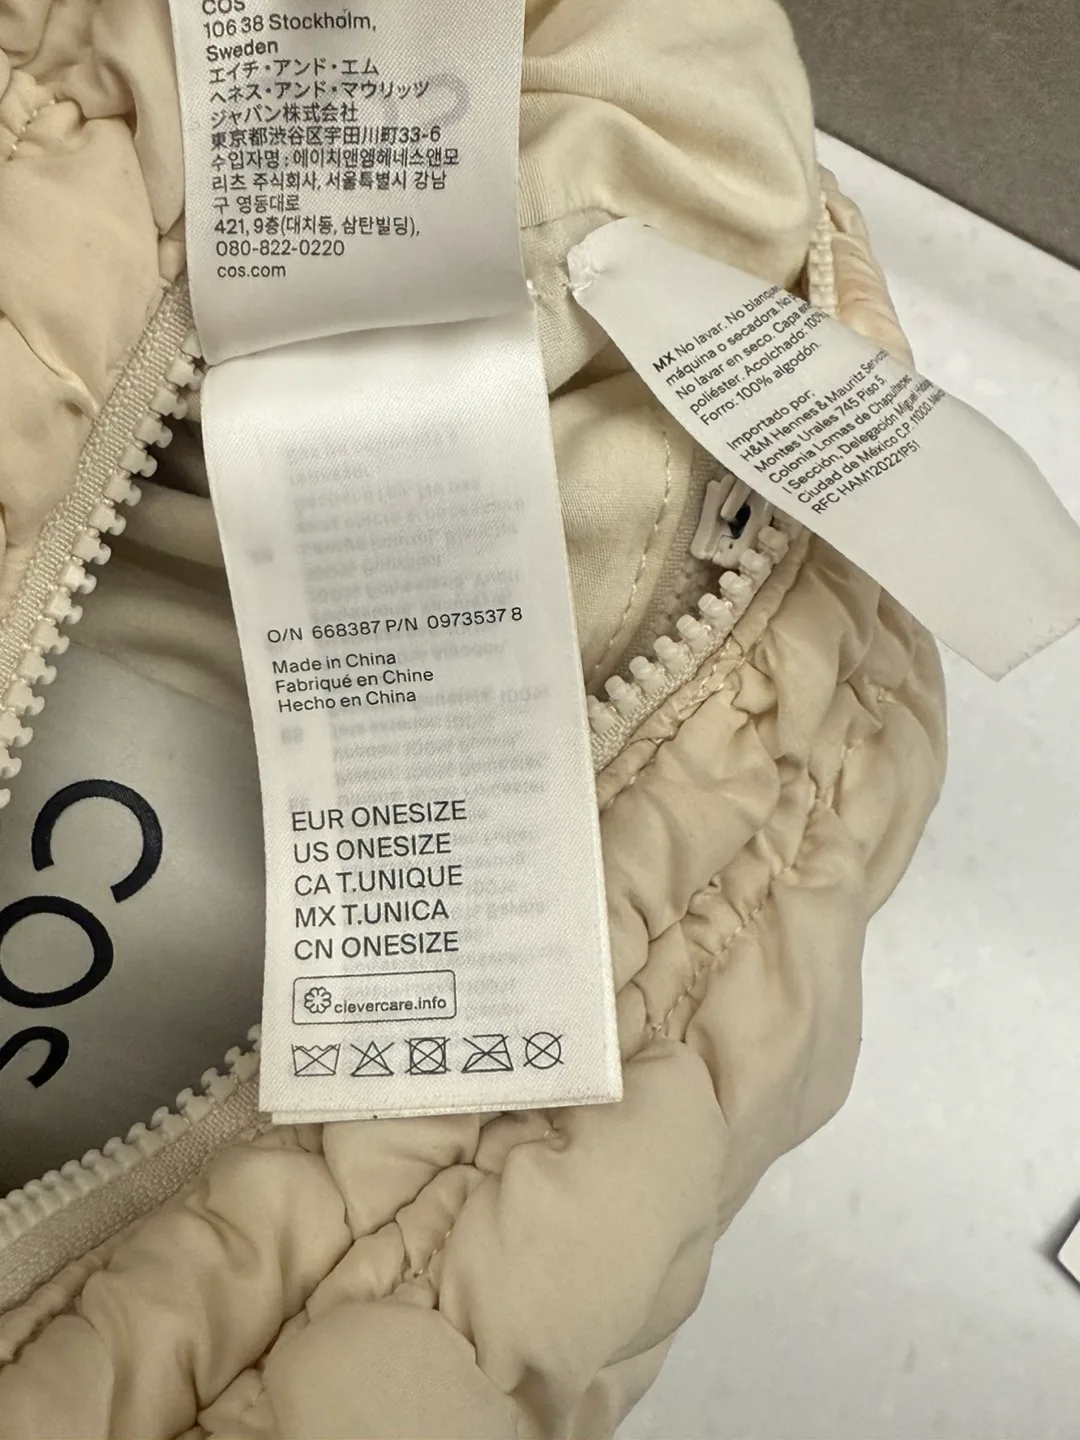 COS
106 38 Stockholm,
Sweden
エイチ・アンド・エム
ヘネス・アンド・マウリッツ
ジャパン株式会社
東京都渋谷区宇田川町33-6
수입자명 : 에이치앤엠헤네스앤모
리츠 주식회사, 서울특별시 강남
구 영동대로
421, 9층(대치동, 삼탄빌딩),
080-822-0220
cos.com
MX No lavar. No
máquina o secadora. No
No lavar en seco. Capa
poliéster. Acolchado: 100%
Forro: 100% algodón.
Importado por:
H&M Hennes & Mauritz
Montes Urales 745 Piso 5,
Colonia Lomas de Chapultepec
I Sección, Delegación Miguel
Ciudad de México CP. 11000,
RFC HAM120221P51
O/N 668387 P/N 0973537 8
Made in China
Fabriqué en Chine
Hecho en China
EUR ONESIZE
US ONESIZE
CA T.UNIQUE
MX T.UNICA
CN ONESIZE
clevercare.info
COS